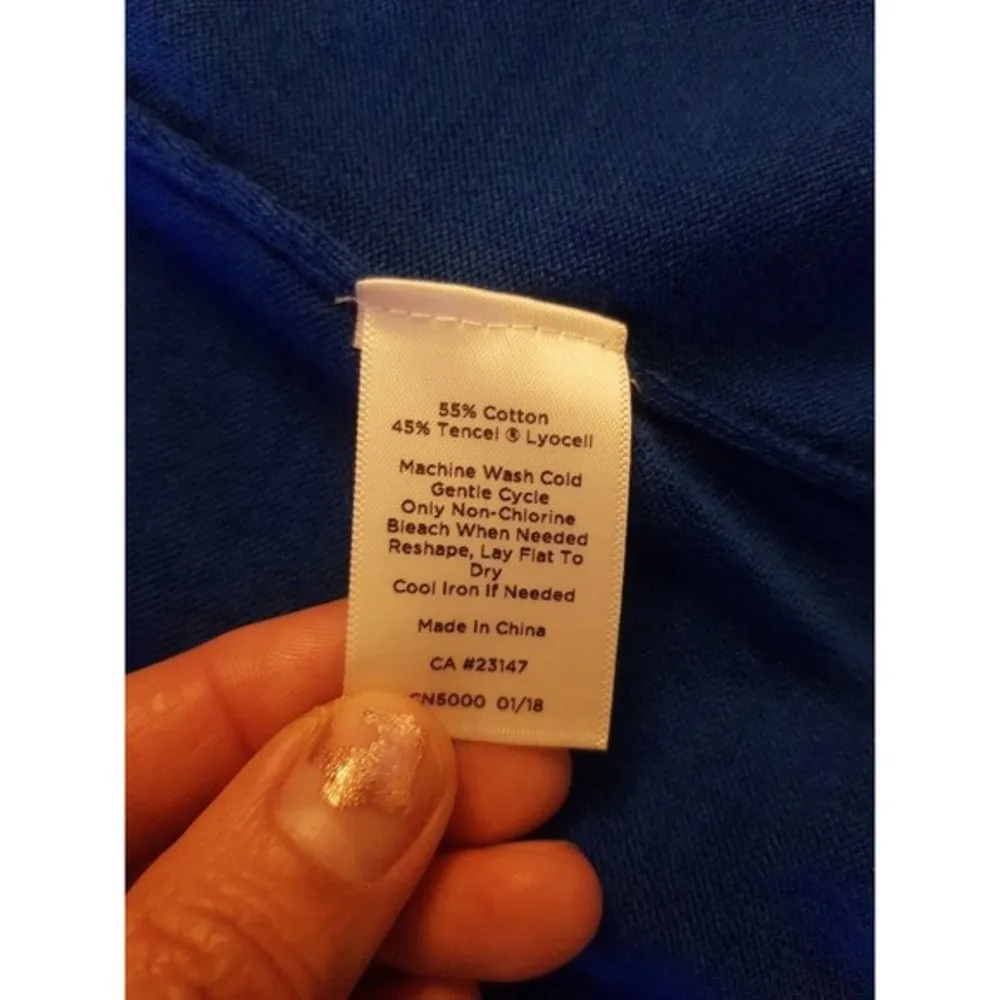 55% Cotton
45% Tencel ® Lyocell
Machine Wash Cold
Gentle Cycle
Only Non-Chlorine
Bleach When Needed
Reshape, Lay Flat To
Dry
Cool Iron If Needed
Made In China
CA #23147
CN5000 01/18